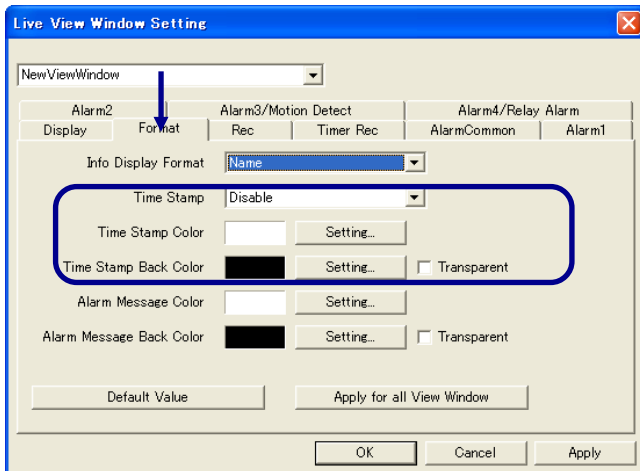 Live View Window Setting
NewViewWindow
Alarm2 Alarm3/Motion Detect Alarm4/Relay Alarm
Display Format Rec Timer Rec AlarmCommon Alarm1
Info Display Format Name
Time Stamp Disable
Time Stamp Color Setting...
Time Stamp Back Color Setting... Transparent
Alarm Message Color Setting...
Alarm Message Back Color Setting... Transparent
Default Value Apply for all View Window
OK Cancel Apply